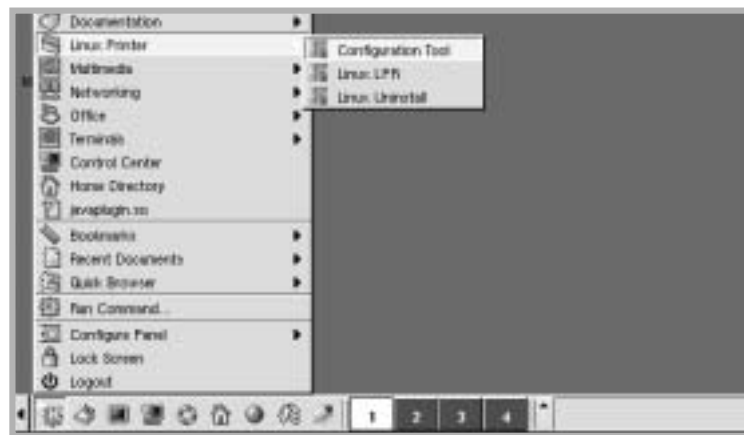 Documentation
Linux Printer
Configuration Tool
Linux LPR
Linux Uninstall
Multimedia
Networking
Office
Terminals
Control Center
Home Directory
javaplugin.so
Bookmarks
Recent Documents
Quick Browser
Run Command...
Configure Panel
Lock Screen
Logout
1
2
3
4